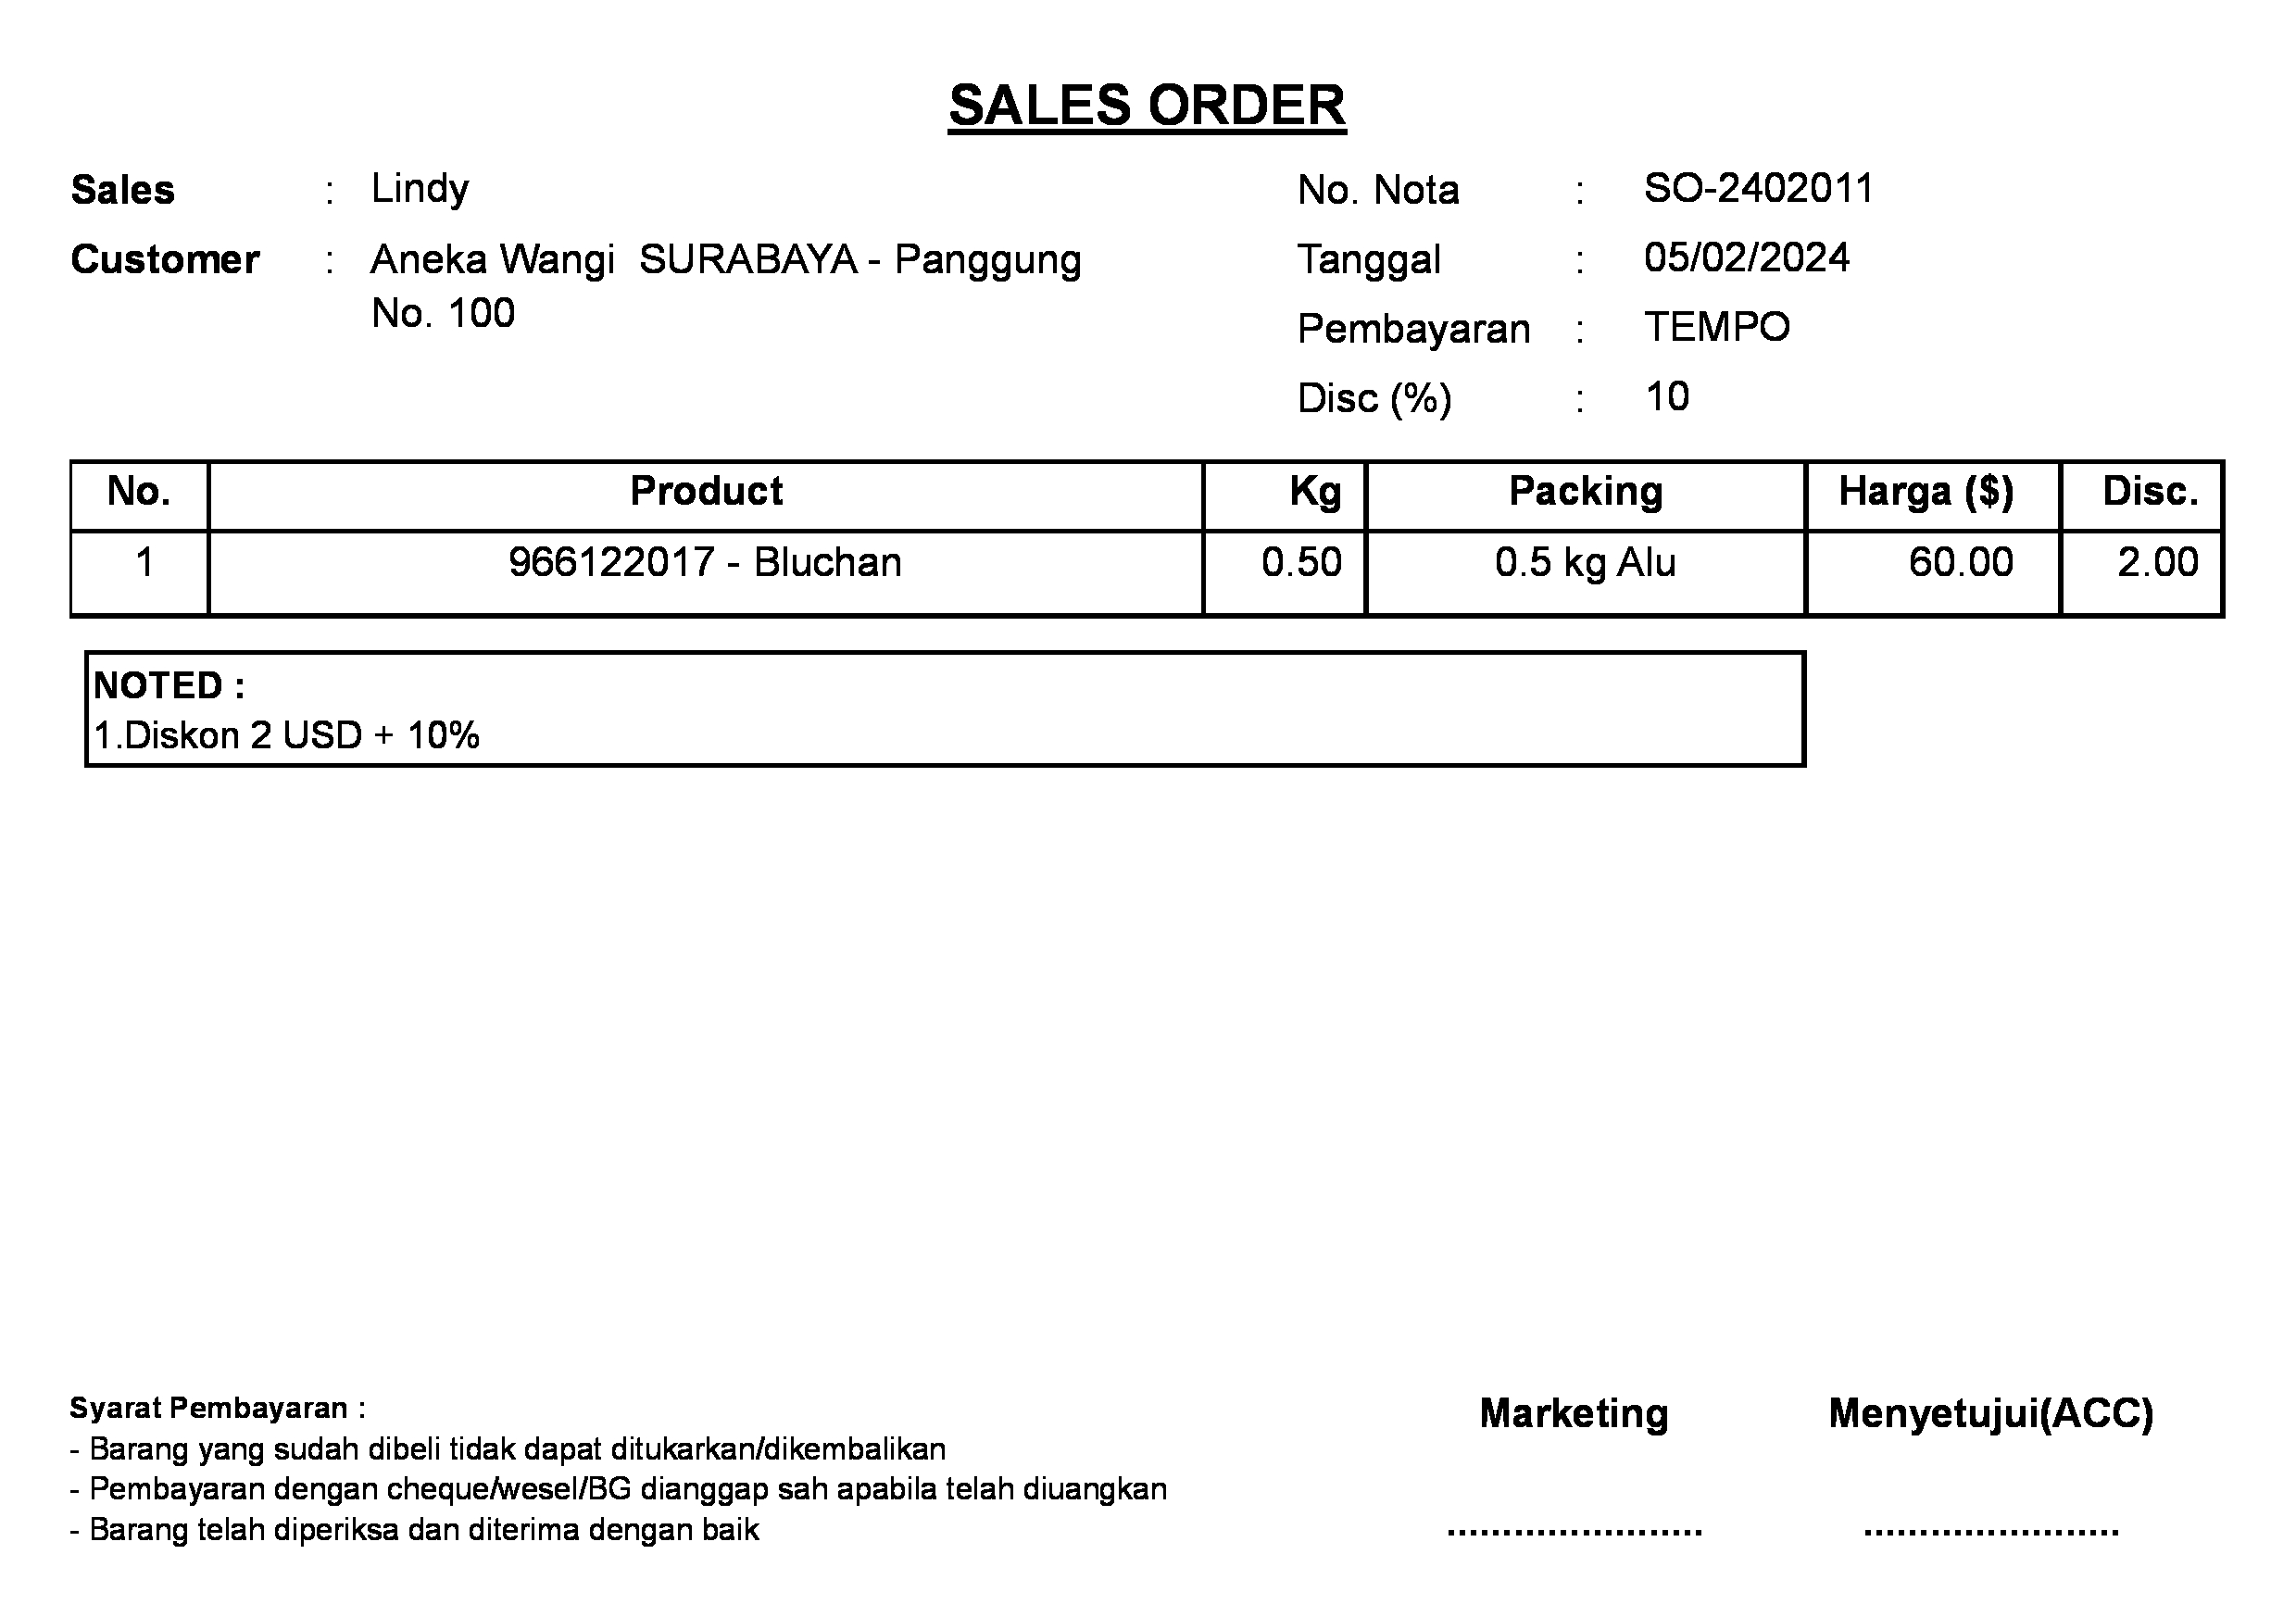 SALES ORDER
Sales : Lindy
No. Nota : SO-2402011
Customer : Aneka Wangi SURABAYA - Panggung
No. 100
Tanggal : 05/02/2024
Pembayaran : TEMPO
Disc (%) : 10
No. Product Kg Packing Harga ($) Disc.
1 966122017 - Bluchan 0.50 0.5 kg Alu 60.00 2.00
NOTED :
1.Diskon 2 USD + 10%
Syarat Pembayaran :
- Barang yang sudah dibeli tidak dapat ditukarkan/dikembalikan
- Pembayaran dengan cheque/wesel/BG dianggap sah apabila telah diuangkan
- Barang telah diperiksa dan diterima dengan baik
Marketing Menyetujui(ACC)
........................ ........................